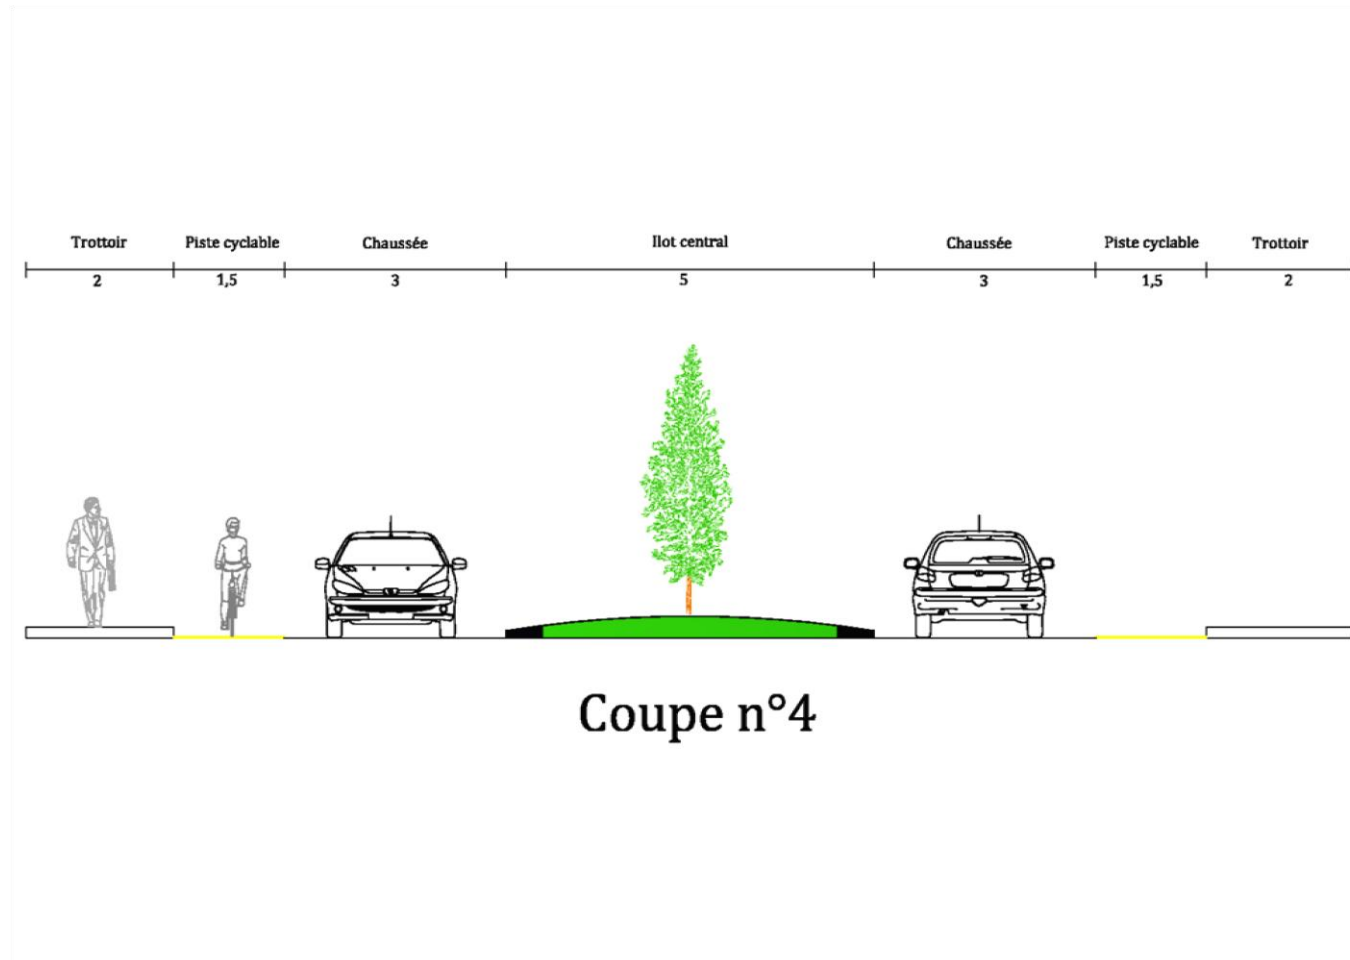 Trottoir Piste cyclable Chaussée Ilot central Chaussée Piste cyclable Trottoir
2 1,5 3 5 3 1,5 2
Coupe n°4